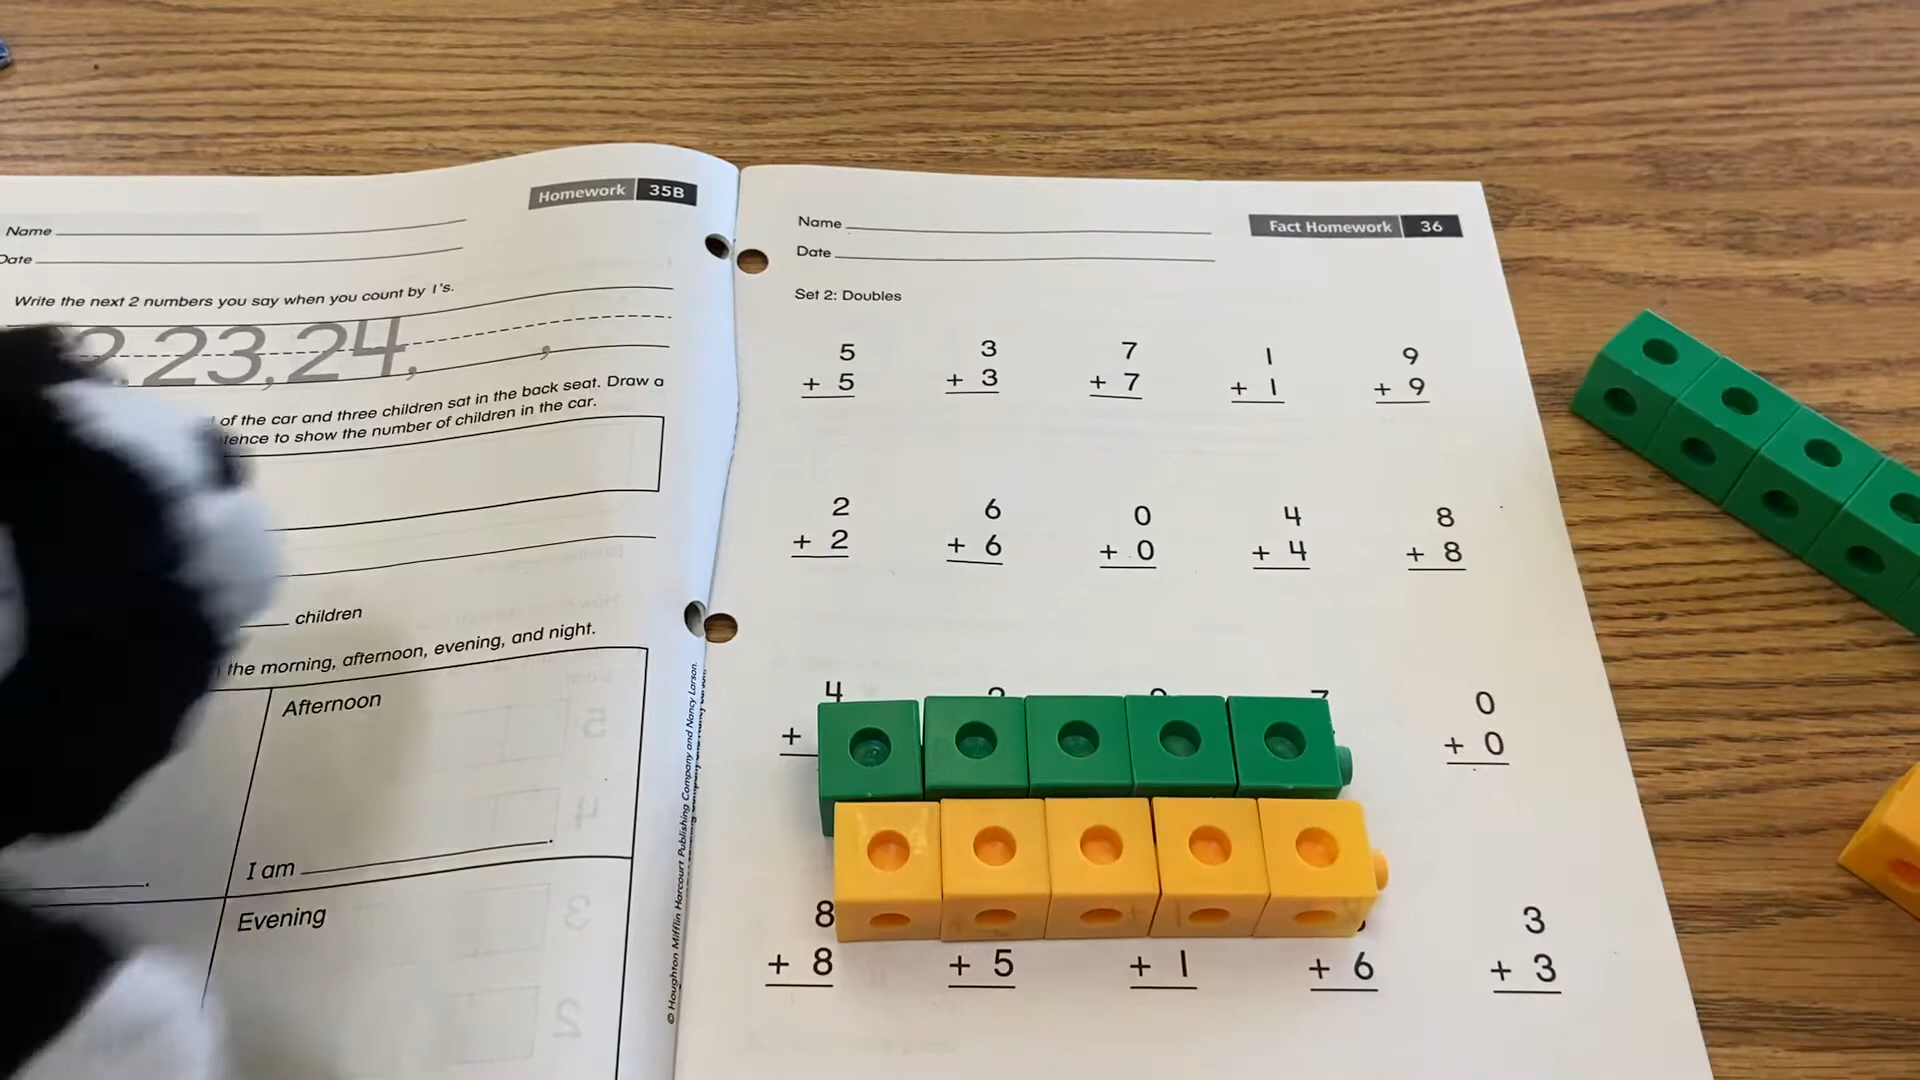 Homework 35B
Name
Date
Write the next 2 numbers you say when you count by 1's.
23, 24, ,
of the car and three children sat in the back seat. Draw a
to show the number of children in the car.
children
the morning, afternoon, evening, and night.
Afternoon
I am .
Evening
© Houghton Mifflin Harcourt Publishing Company and Nancy Larson.
Name
Fact Homework 36
Date
Set 2: Doubles
5 3 7 1 9
+ 5 + 3 + 7 + 1 + 9
2 6 0 4 8
+ 2 + 6 + 0 + 4 + 8
4 7 0
+ + 0
8 3
+ 8 + 5 + 1 + 6 + 3